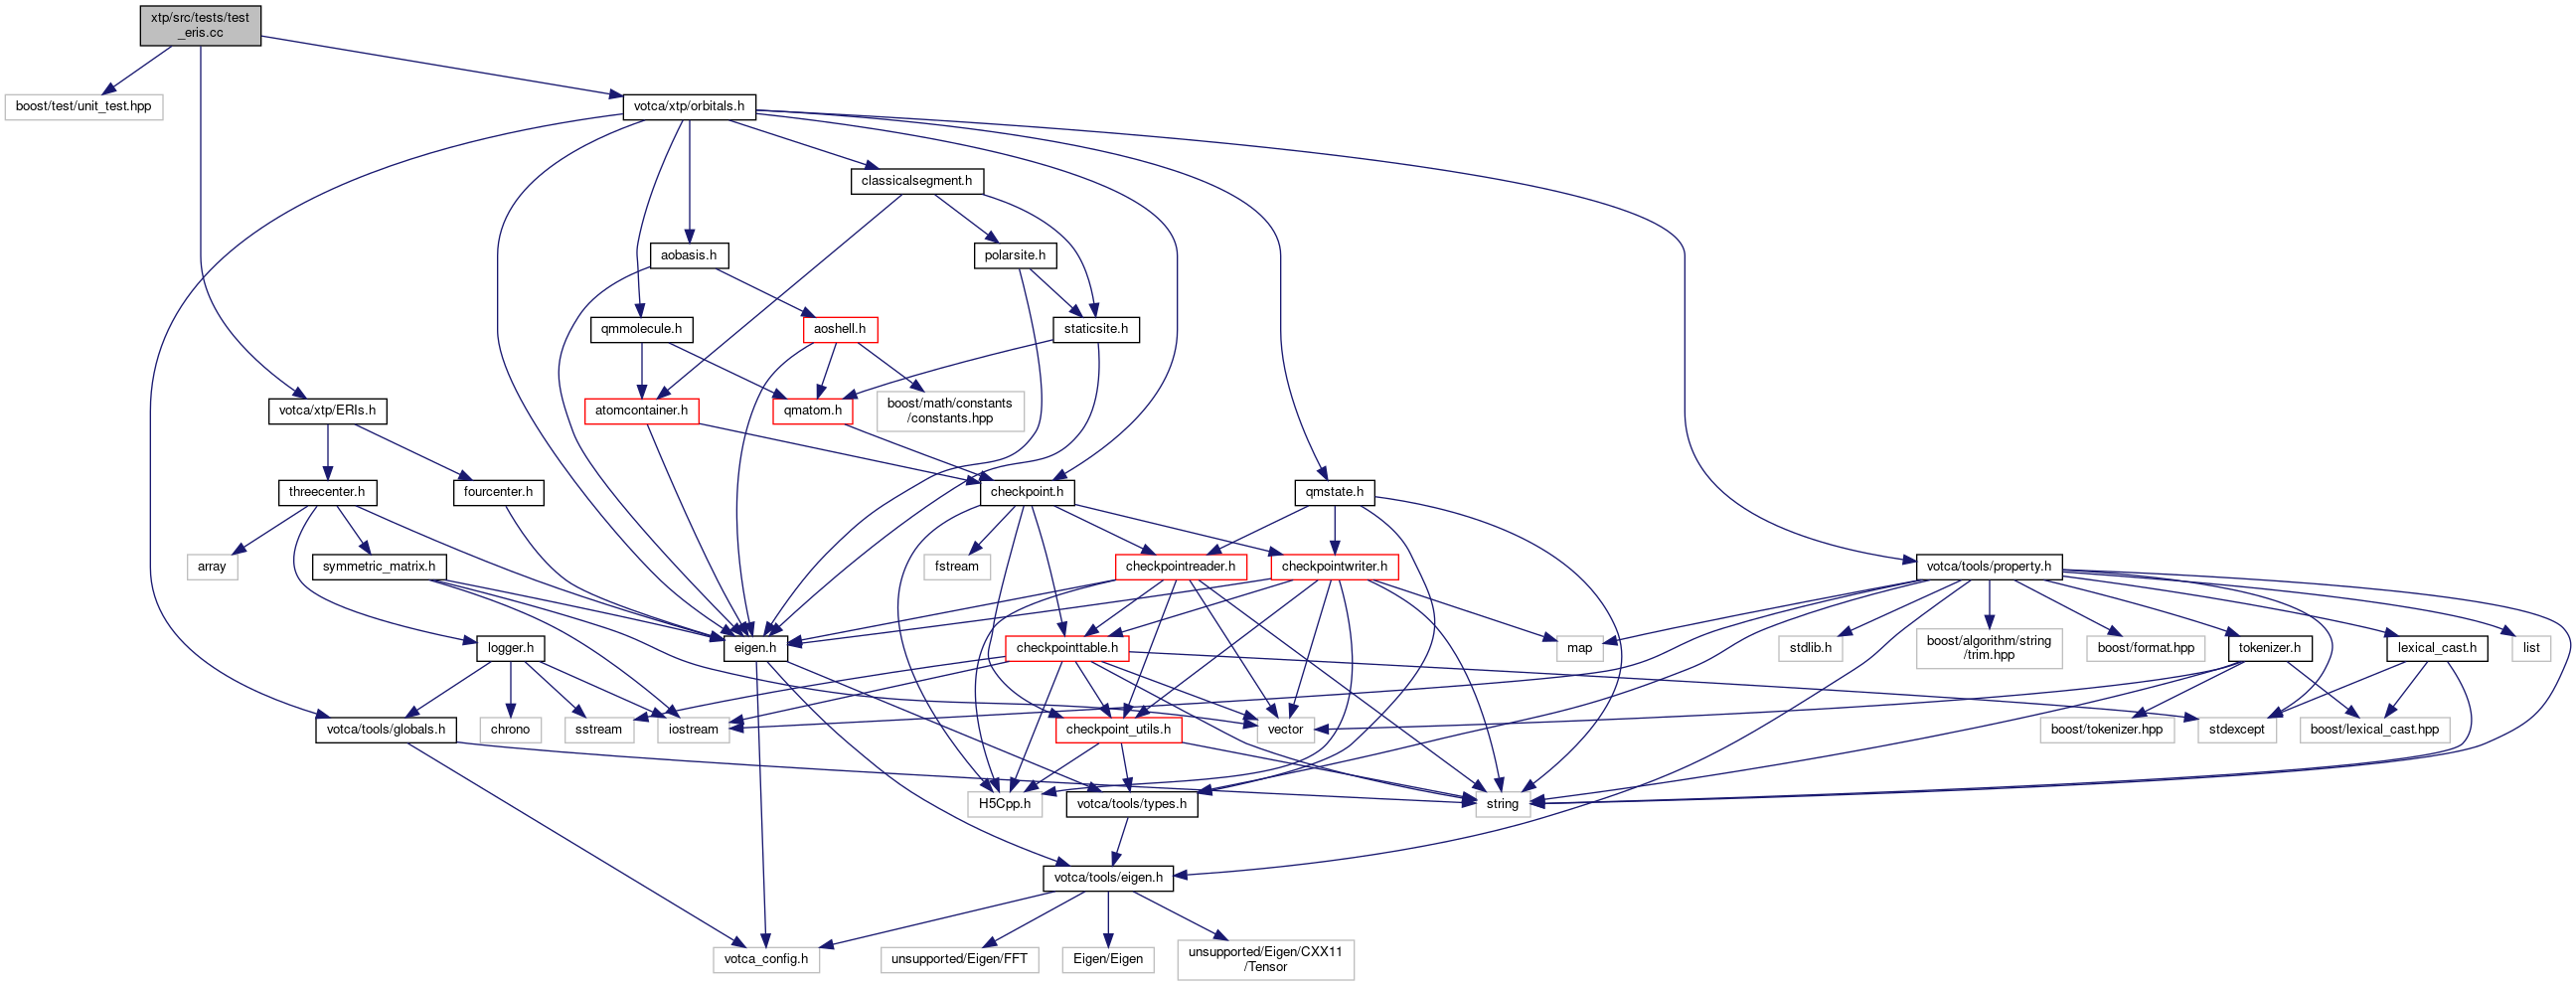 xtp/src/tests/test
_eris.cc
boost/test/unit_test.hpp
votca/xtp/orbitals.h
classicalsegment.h
aobasis.h
polarsite.h
qmmolecule.h
aoshell.h
staticsite.h
votca/xtp/ERIs.h
atomcontainer.h
qmatom.h
boost/math/constants
/constants.hpp
threecenter.h
fourcenter.h
checkpoint.h
qmstate.h
array
symmetric_matrix.h
fstream
checkpointreader.h
checkpointwriter.h
votca/tools/property.h
logger.h
eigen.h
checkpointtable.h
map
stdlib.h
boost/algorithm/string
/trim.hpp
boost/format.hpp
tokenizer.h
lexical_cast.h
list
votca/tools/globals.h
chrono
sstream
iostream
checkpoint_utils.h
vector
boost/tokenizer.hpp
stdexcept
boost/lexical_cast.hpp
H5Cpp.h
votca/tools/types.h
string
votca/tools/eigen.h
votca_config.h
unsupported/Eigen/FFT
Eigen/Eigen
unsupported/Eigen/CXX11
/Tensor